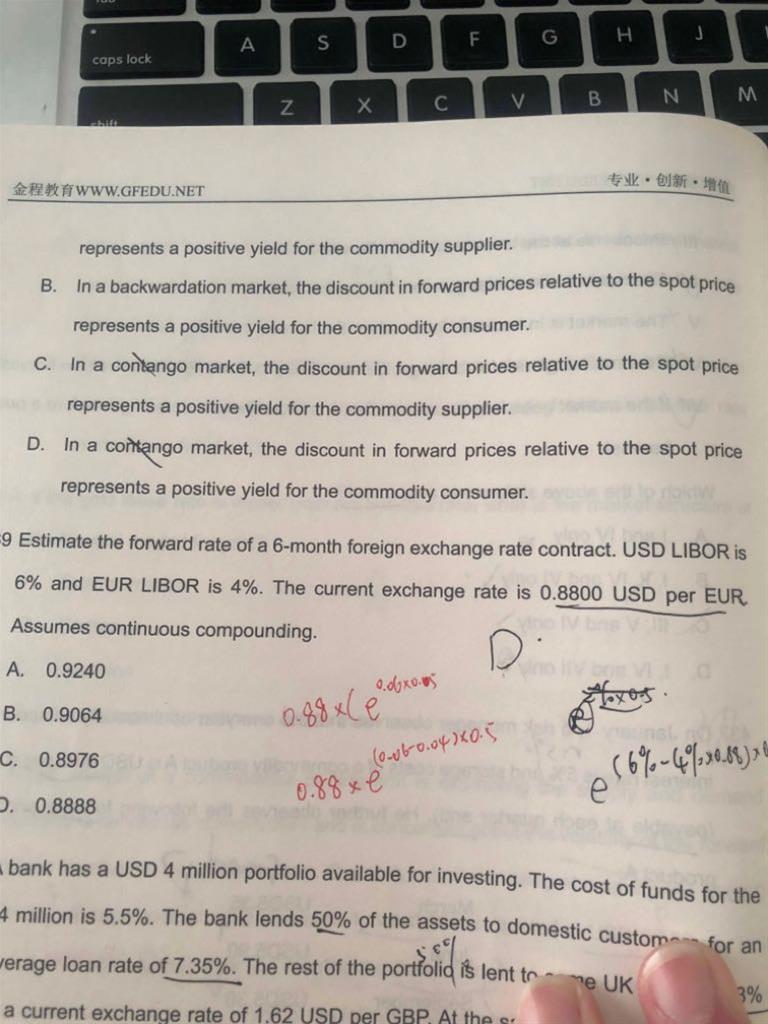 caps lock
A S D F G H J
shift
Z X C V B N M
金程教育WWW.GFEDU.NET
专业・创新・增值
represents a positive yield for the commodity supplier.
B. In a backwardation market, the discount in forward prices relative to the spot price
represents a positive yield for the commodity consumer.
C. In a contango market, the discount in forward prices relative to the spot price
represents a positive yield for the commodity supplier.
D. In a contango market, the discount in forward prices relative to the spot price
represents a positive yield for the commodity consumer.
9 Estimate the forward rate of a 6-month foreign exchange rate contract. USD LIBOR is
6% and EUR LIBOR is 4%. The current exchange rate is 0.8800 USD per EUR.
Assumes continuous compounding.
D.
A. 0.9240
0.88×(e
B. 0.9064
0.88×e^(0.06-0.04)×0.5
C. 0.8976
e^(6%-4%×0.88)×
D. 0.8888
bank has a USD 4 million portfolio available for investing. The cost of funds for the
4 million is 5.5%. The bank lends 50% of the assets to domestic for an
verage loan rate of 7.35%. The rest of the portfolio is lent to UK 3%
a current exchange rate of 1.62 USD per GBP. At the